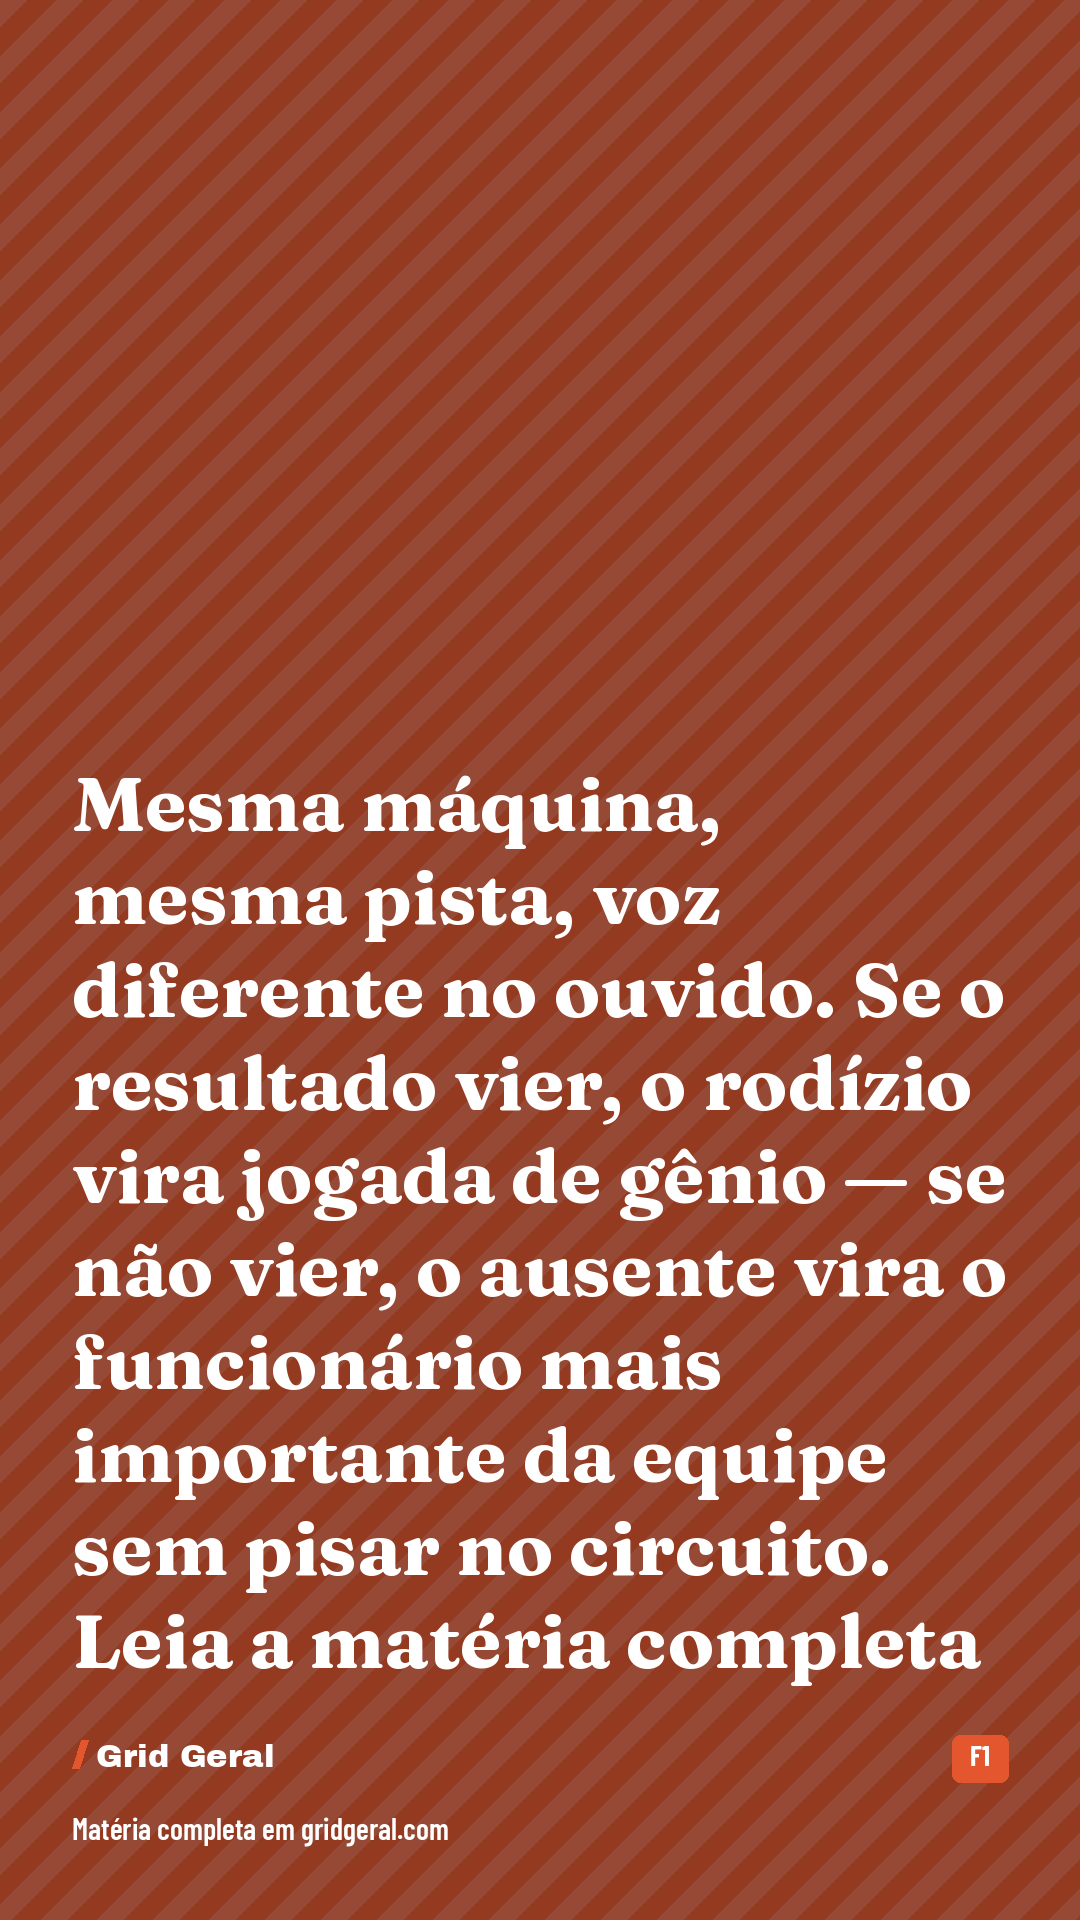 Mesma máquina,
mesma pista, voz
diferente no ouvido. Se o
resultado vier, o rodízio
vira jogada de gênio — se
não vier, o ausente vira o
funcionário mais
importante da equipe
sem pisar no circuito.
Leia a matéria completa
/ Grid Geral
F1
Matéria completa em gridgeral.com